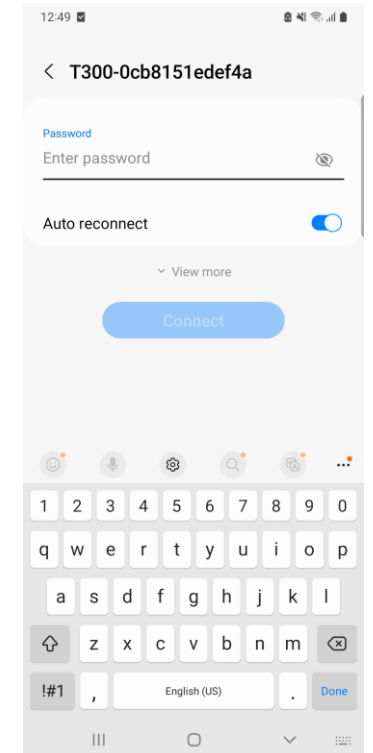 12:49
T300-0cb8151edef4a
Password
Enter password
Auto reconnect
View more
Connect
1 2 3 4 5 6 7 8 9 0
q w e r t y u i o p
a s d f g h j k l
z x c v b n m
!#1 , English (US) . Done